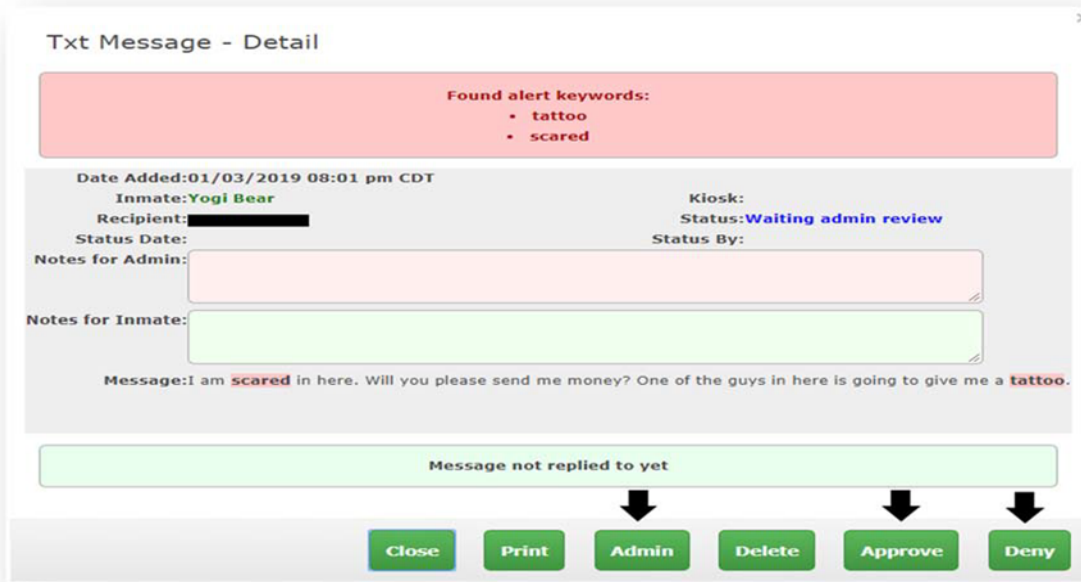 Txt Message - Detail
Found alert keywords:
• tattoo
• scared
Date Added:01/03/2019 08:01 pm CDT
Inmate:Yogi Bear Kiosk:
Recipient: Status:Waiting admin review
Status Date: Status By:
Notes for Admin:
Notes for Inmate:
Message:I am scared in here. Will you please send me money? One of the guys in here is going to give me a tattoo.
Message not replied to yet
Close Print Admin Delete Approve Deny